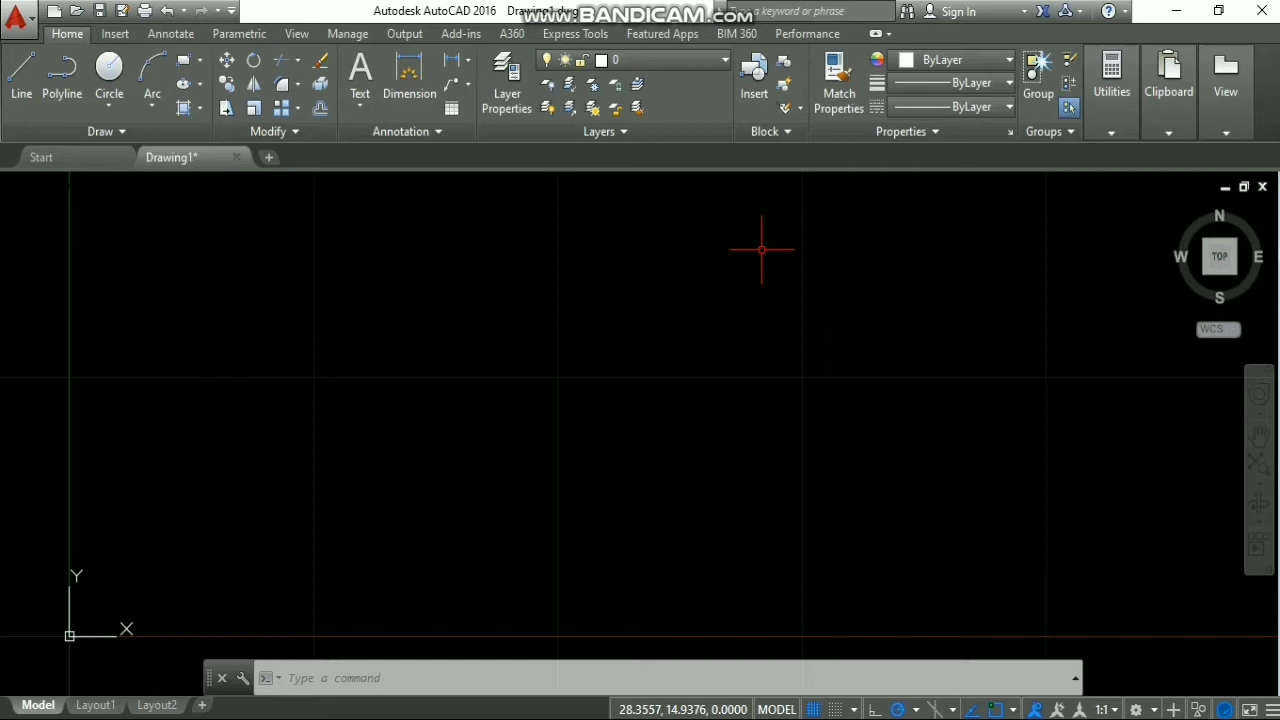 Autodesk AutoCAD 2016 Drawing1.dwg
www.BANDICAM.com
Type a keyword or phrase
Sign In
Home Insert Annotate Parametric View Manage Output Add-ins A360 Express Tools Featured Apps BIM 360 Performance
Line Polyline Circle Arc
Text Dimension
Layer Properties
0
Insert
Match Properties
ByLayer
ByLayer
ByLayer
Group
Utilities Clipboard View
Draw Modify Annotation Layers Block Properties Groups
Start Drawing1*
N
W TOP E
S
WCS
Y
X
Type a command
Model Layout1 Layout2
28.3557, 14.9376, 0.0000 MODEL 1:1